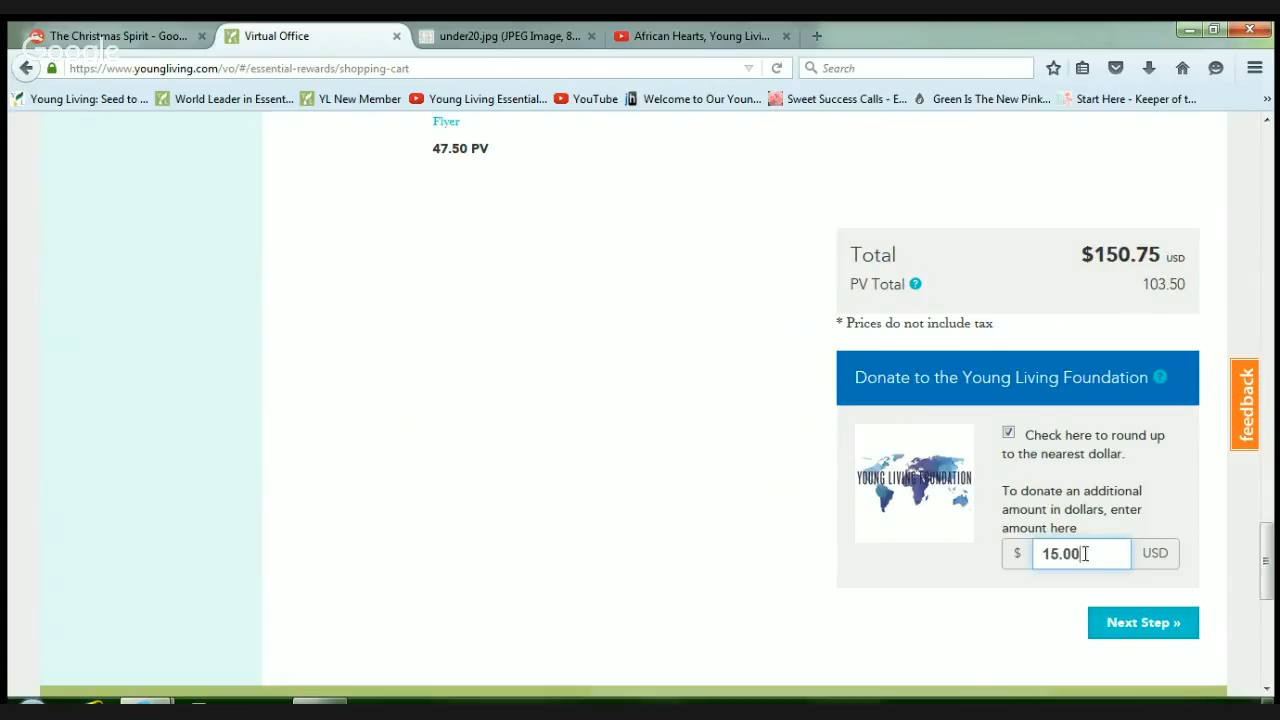 The Christmas Spirit - Goo...
Virtual Office
under20.jpg (JPEG Image, 8...
African Hearts, Young Livi...
Google
https://www.youngliving.com/vo/#/essential-rewards/shopping-cart
Search
Young Living: Seed to ...
World Leader in Essent...
YL New Member
Young Living Essential...
YouTube
Welcome to Our Youn...
Sweet Success Calls - E...
Green Is The New Pink...
Start Here - Keeper of t...
Flyer
47.50 PV
Total
$150.75 USD
PV Total ?
103.50
* Prices do not include tax
Donate to the Young Living Foundation ?
YOUNG LIVING FOUNDATION
Check here to round up
to the nearest dollar.
To donate an additional
amount in dollars, enter
amount here
$ 15.00 USD
Next Step »
feedback